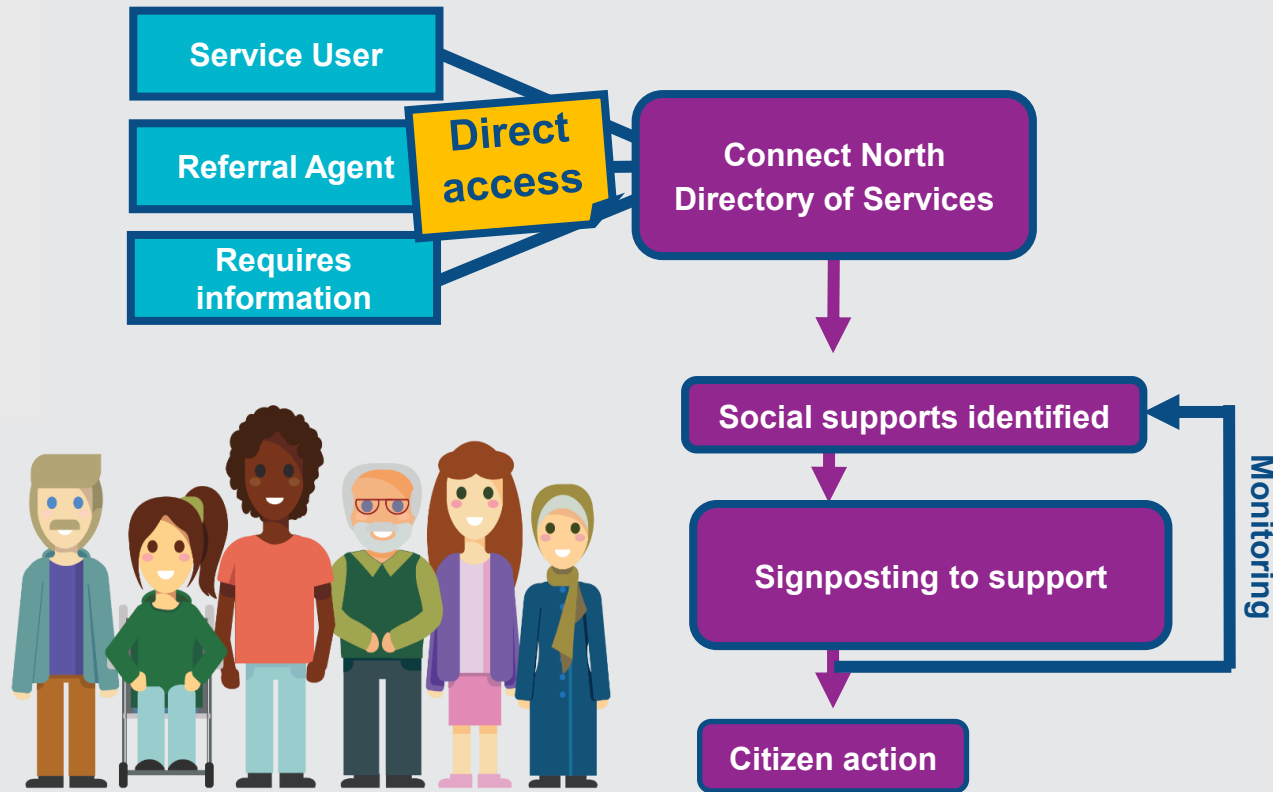 Service User
Referral Agent
Requires
information
Direct
access
Connect North
Directory of Services
Social supports identified
Signposting to support
Monitoring
Citizen action